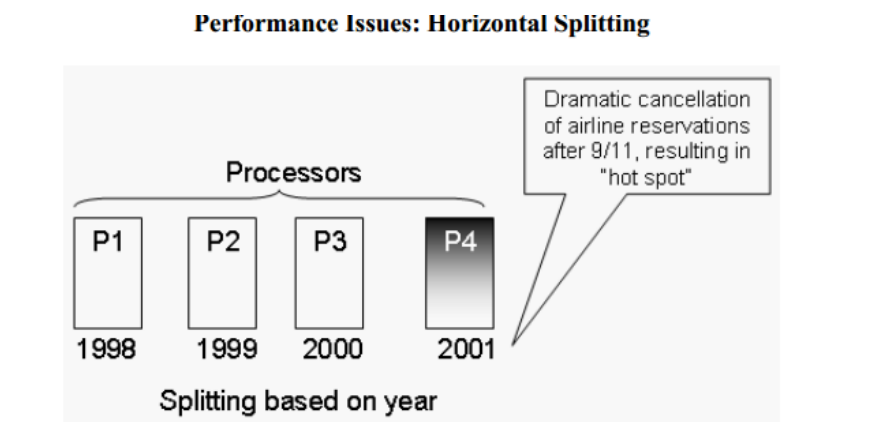 Performance Issues: Horizontal Splitting
Dramatic cancellation
of airline reservations
after 9/11, resulting in
"hot spot"
Processors
P1 P2 P3 P4
1998 1999 2000 2001
Splitting based on year